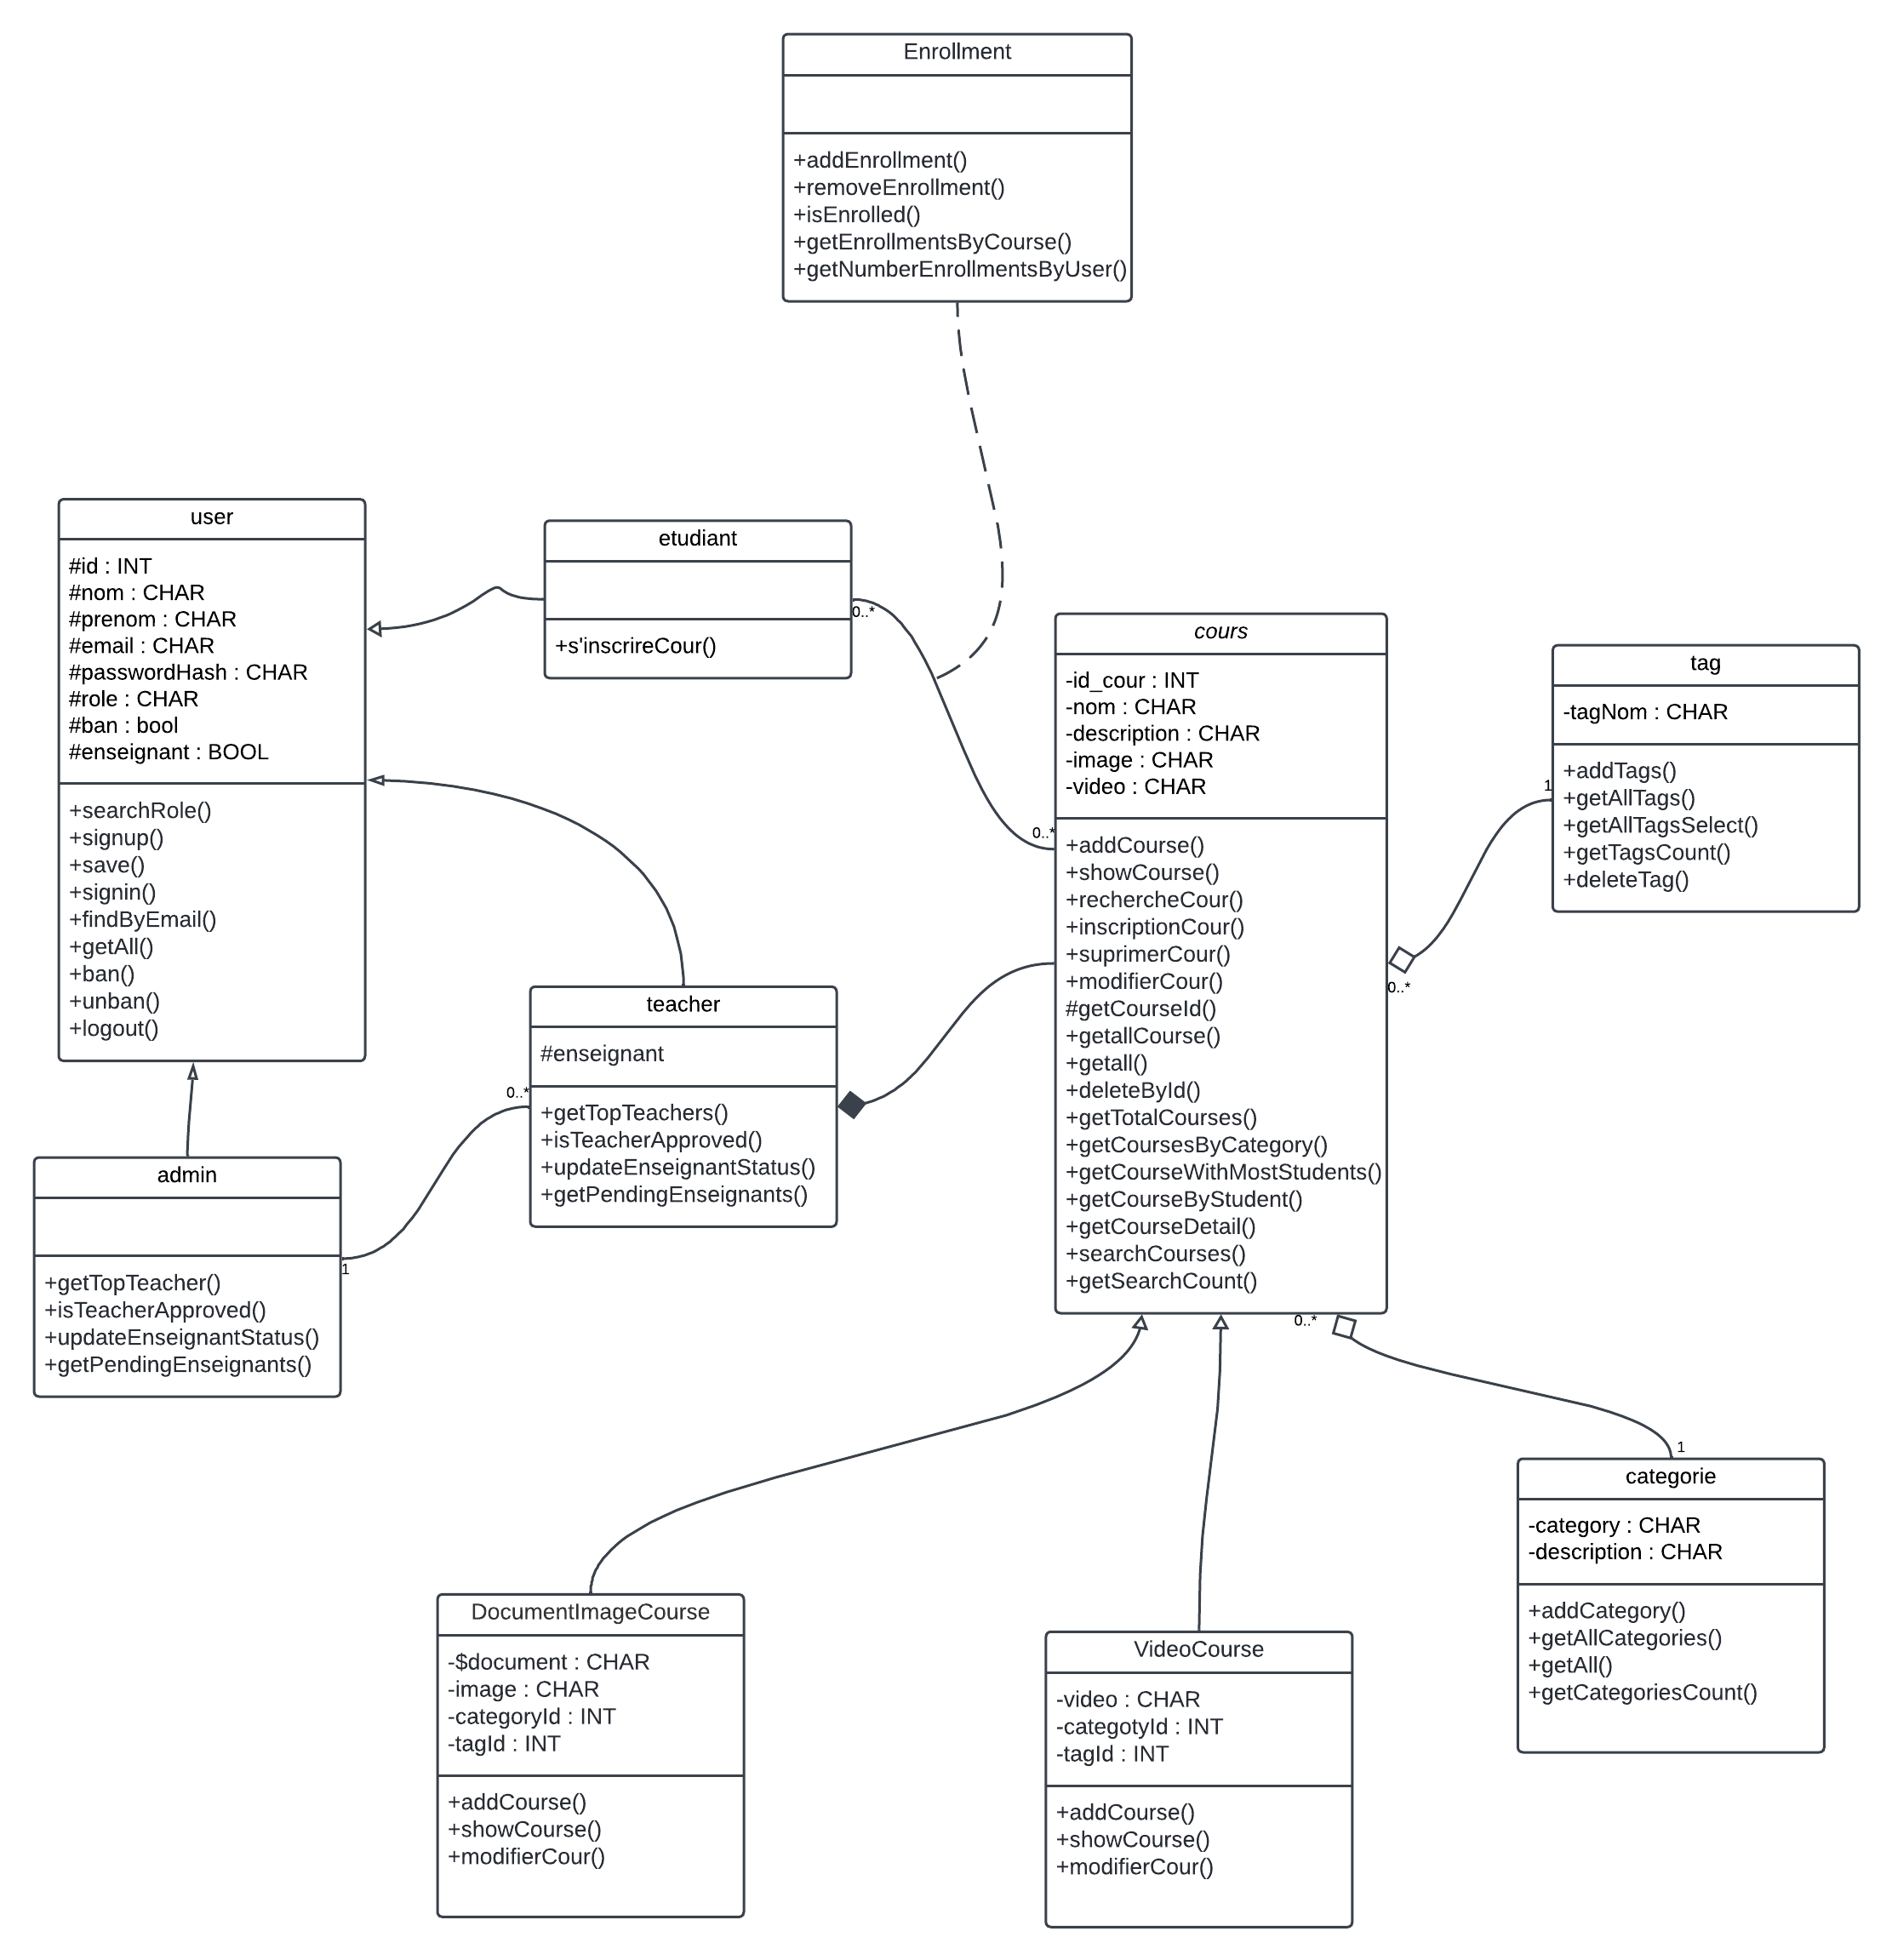 Enrollment
+addEnrollment()
+removeEnrollment()
+isEnrolled()
+getEnrollmentsByCourse()
+getNumberEnrollmentsByUser()
user
#id : INT
#nom : CHAR
#prenom : CHAR
#email : CHAR
#passwordHash : CHAR
#role : CHAR
#ban : bool
#enseignant : BOOL
+searchRole()
+signup()
+save()
+signin()
+findByEmail()
+getAll()
+ban()
+unban()
+logout()
etudiant
+s'inscrireCour()
0..*
0..*
cours
-id_cour : INT
-nom : CHAR
-description : CHAR
-image : CHAR
-video : CHAR
+addCourse()
+showCourse()
+rechercheCour()
+inscriptionCour()
+suprimerCour()
+modifierCour()
#getCourseId()
+getallCourse()
+getall()
+deleteById()
+getTotalCourses()
+getCoursesByCategory()
+getCourseWithMostStudents()
+getCourseByStudent()
+getCourseDetail()
+searchCourses()
+getSearchCount()
tag
-tagNom : CHAR
+addTags()
+getAllTags()
+getAllTagsSelect()
+getTagsCount()
+deleteTag()
1
0..*
teacher
#enseignant
+getTopTeachers()
+isTeacherApproved()
+updateEnseignantStatus()
+getPendingEnseignants()
0..*
1
admin
+getTopTeacher()
+isTeacherApproved()
+updateEnseignantStatus()
+getPendingEnseignants()
0..*
1
categorie
-category : CHAR
-description : CHAR
+addCategory()
+getAllCategories()
+getAll()
+getCategoriesCount()
DocumentImageCourse
-$document : CHAR
-image : CHAR
-categoryId : INT
-tagId : INT
+addCourse()
+showCourse()
+modifierCour()
VideoCourse
-video : CHAR
-categotyId : INT
-tagId : INT
+addCourse()
+showCourse()
+modifierCour()